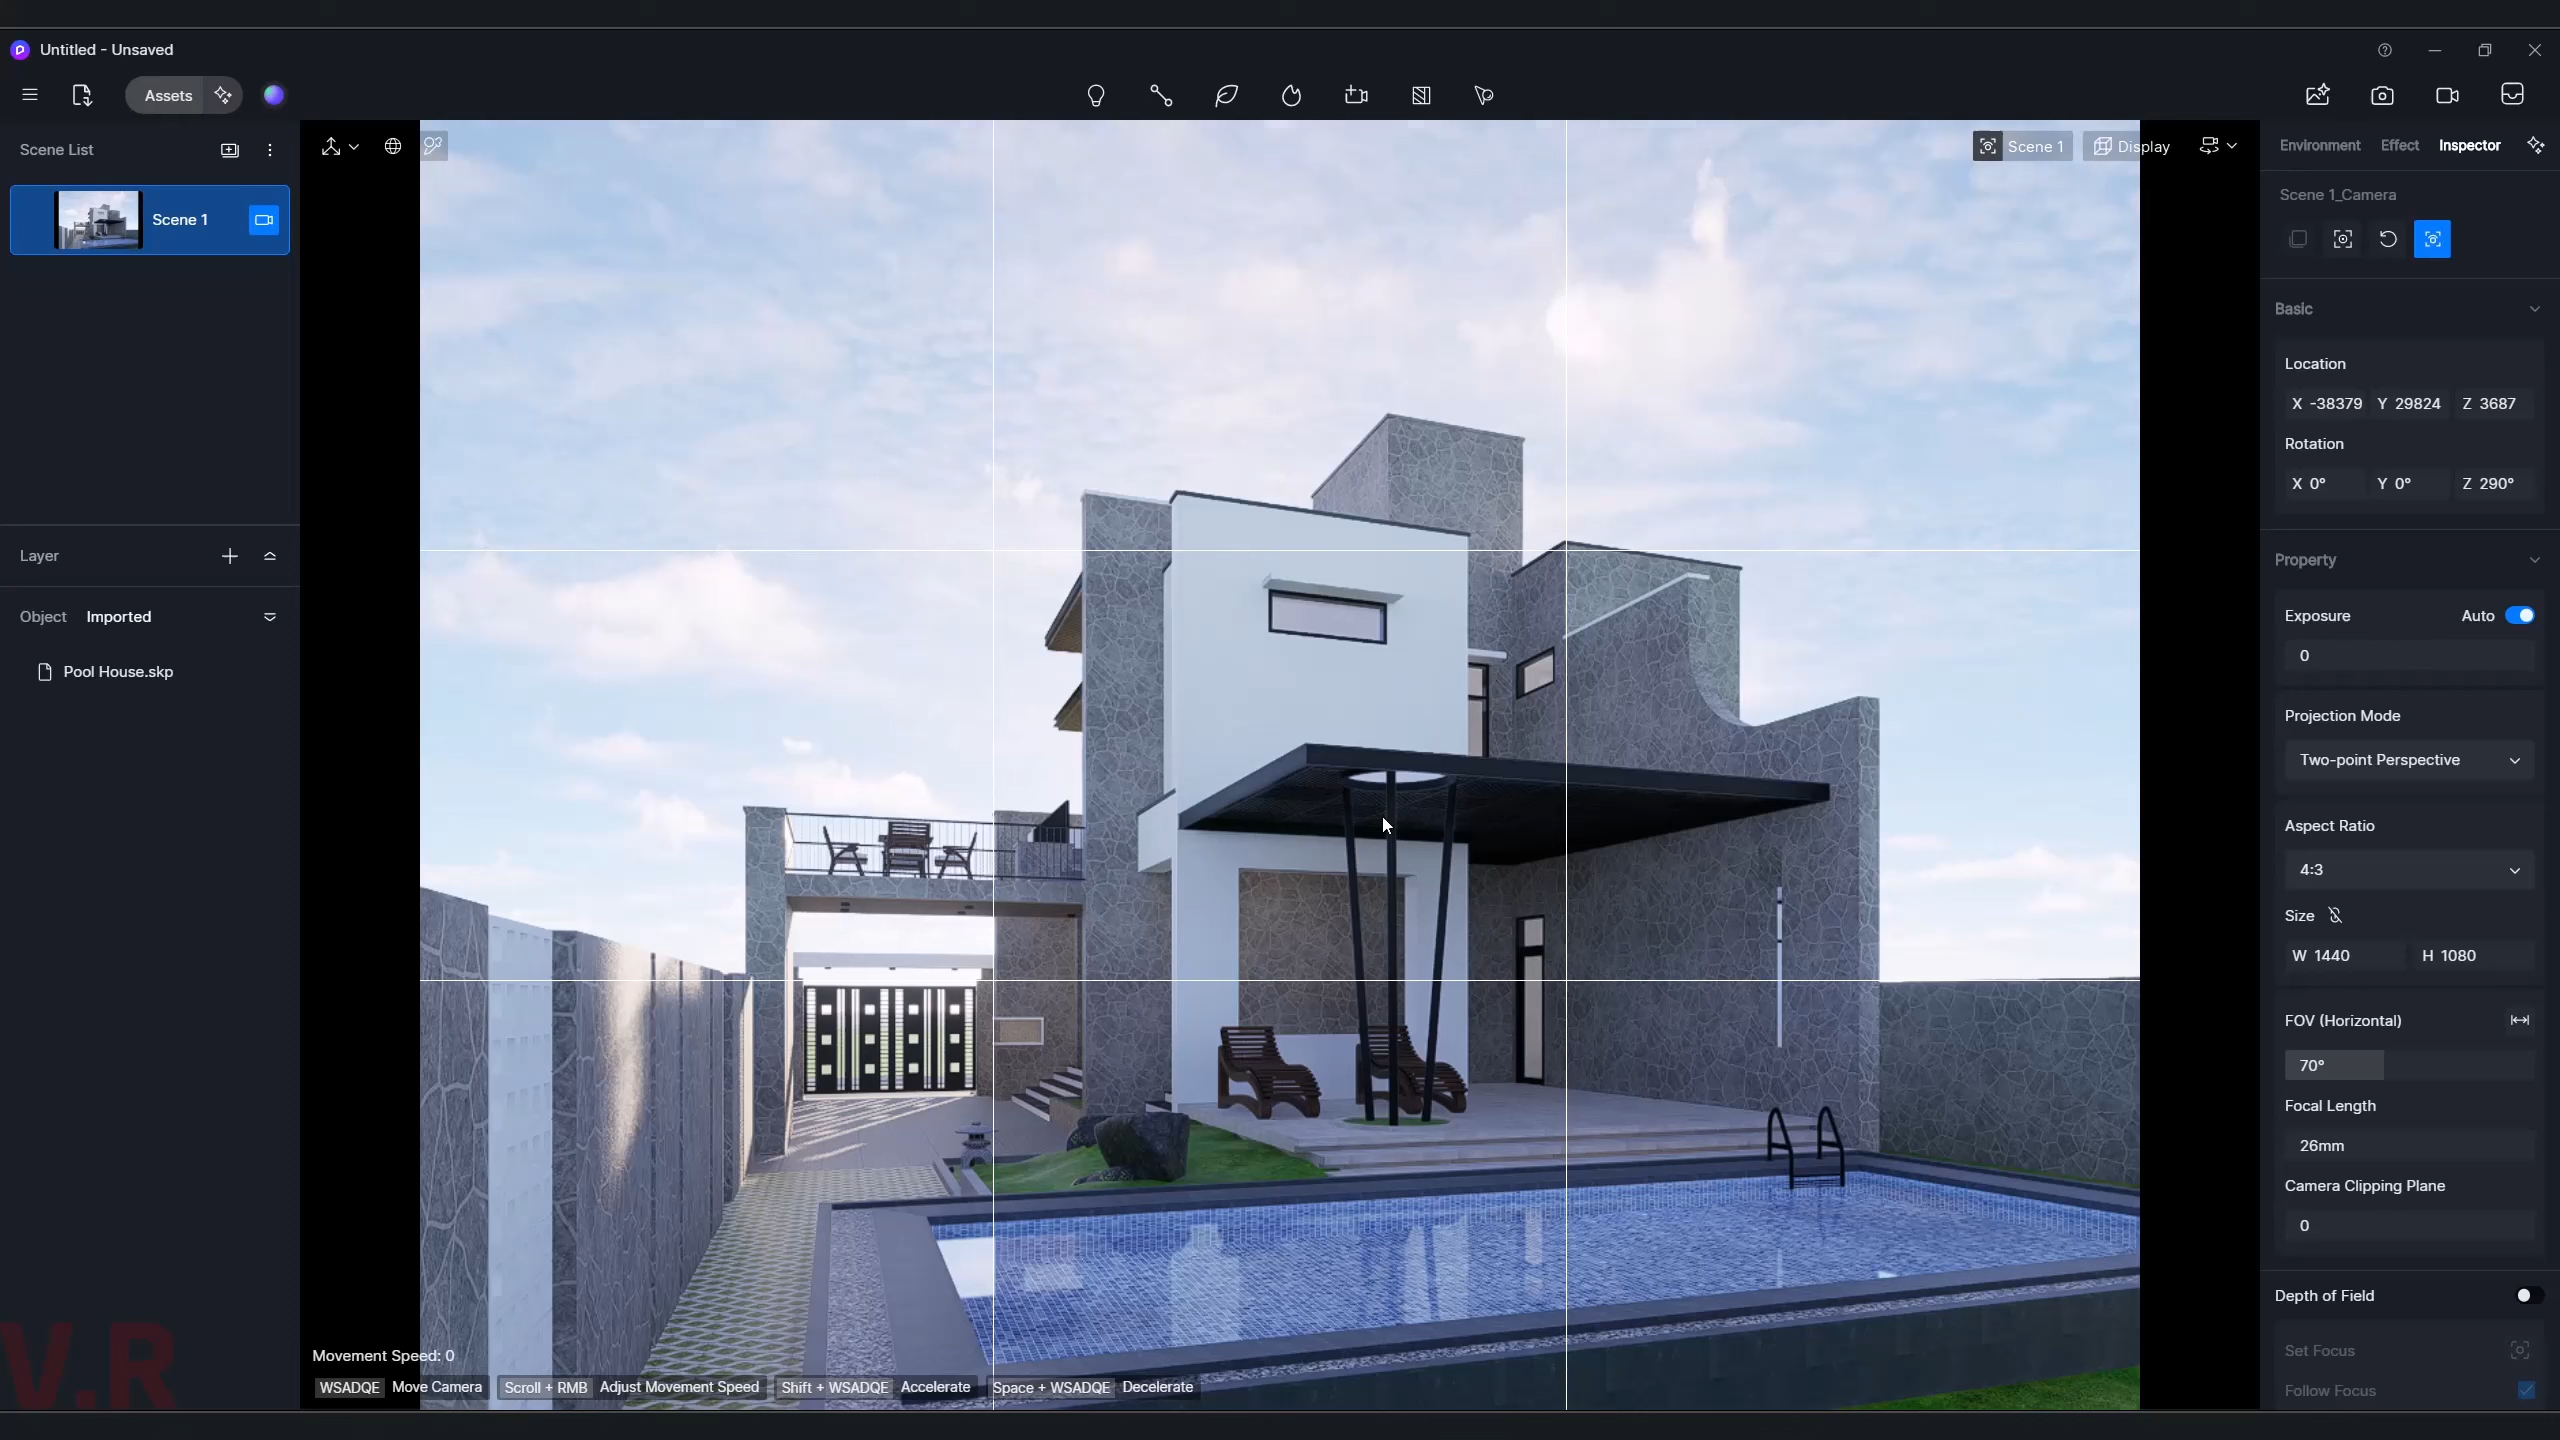 Untitled - Unsaved
Assets
Scene List
Scene 1
Layer
Object Imported
Pool House.skp
Scene 1
Display
Movement Speed: 0
WSADQE Move Camera Scroll + RMB Adjust Movement Speed Shift + WSADQE Accelerate Space + WSADQE Decelerate
V.R
Environment Effect Inspector
Scene 1_Camera
Basic
Location
X -38379 Y 29824 Z 3687
Rotation
X 0° Y 0° Z 290°
Property
Exposure Auto
0
Projection Mode
Two-point Perspective
Aspect Ratio
4:3
Size
W 1440 H 1080
FOV (Horizontal)
70°
Focal Length
26mm
Camera Clipping Plane
0
Depth of Field
Set Focus
Follow Focus